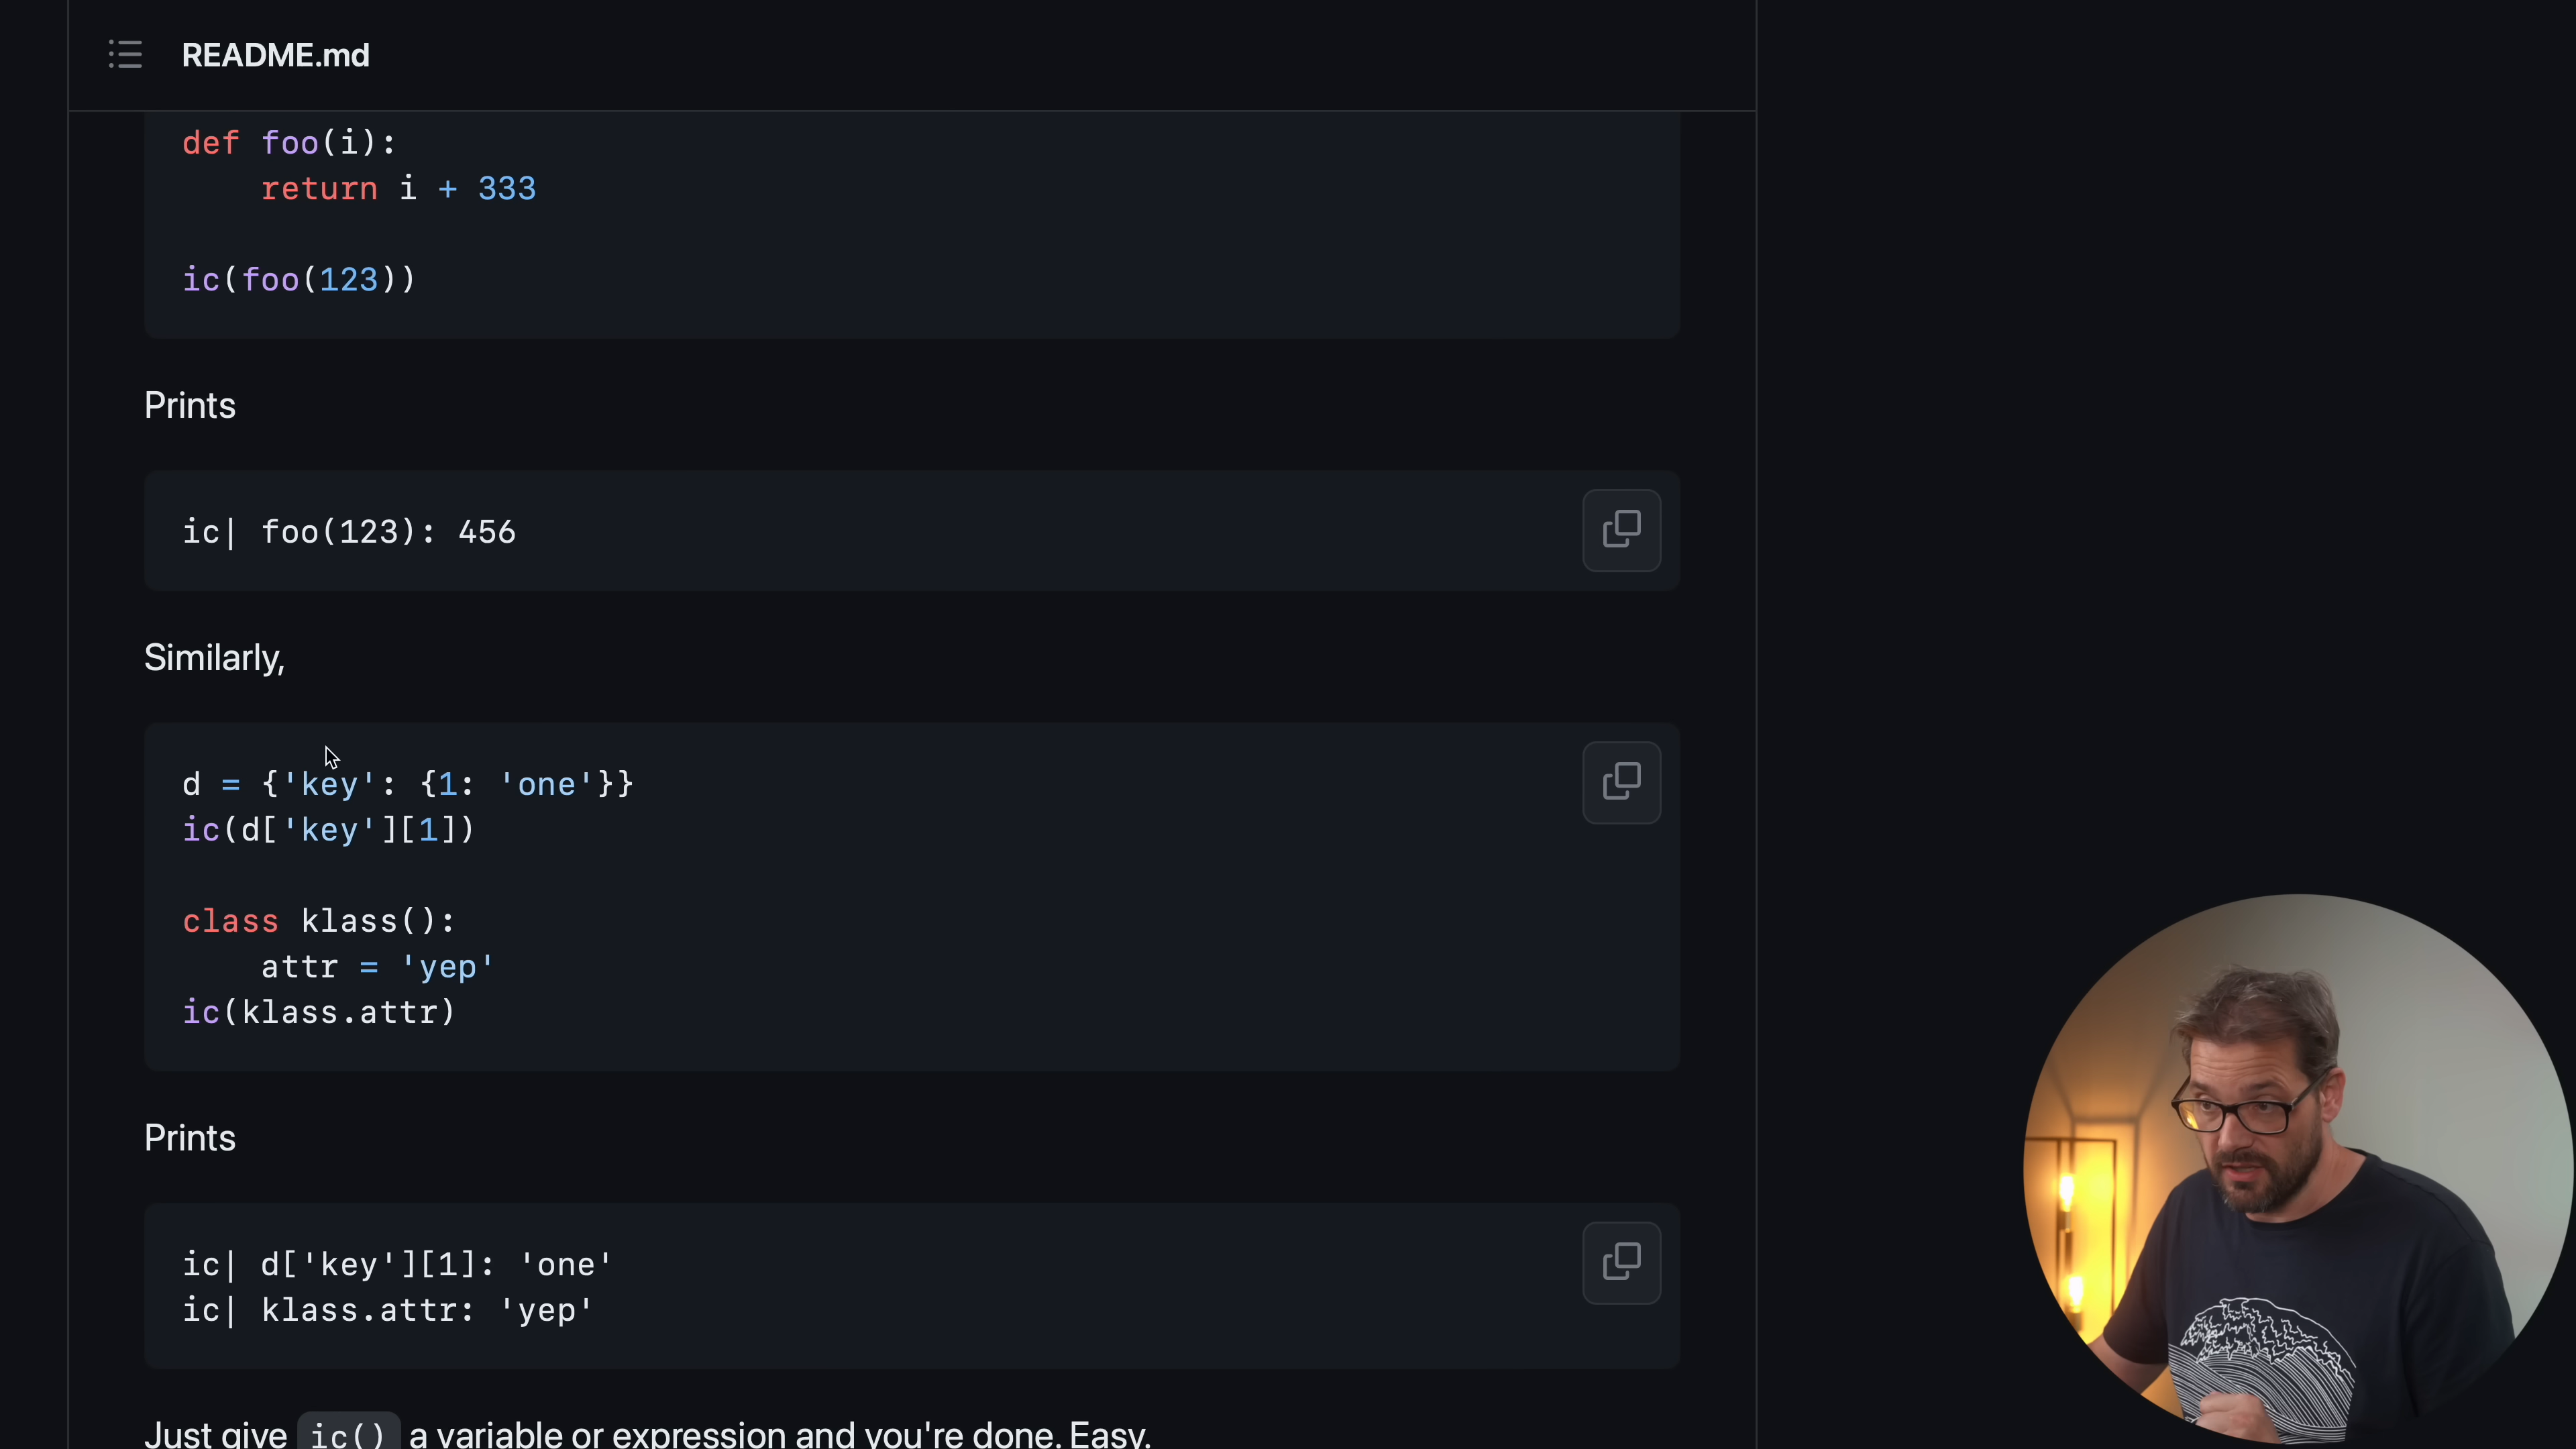 README.md
def foo(i):
    return i + 333
ic(foo(123))
Prints
ic| foo(123): 456
Similarly,
d = {'key': {1: 'one'}}
ic(d['key'][1])
class klass():
    attr = 'yep'
ic(klass.attr)
Prints
ic| d['key'][1]: 'one'
ic| klass.attr: 'yep'
Just give ic() a variable or expression and you're done. Easy.